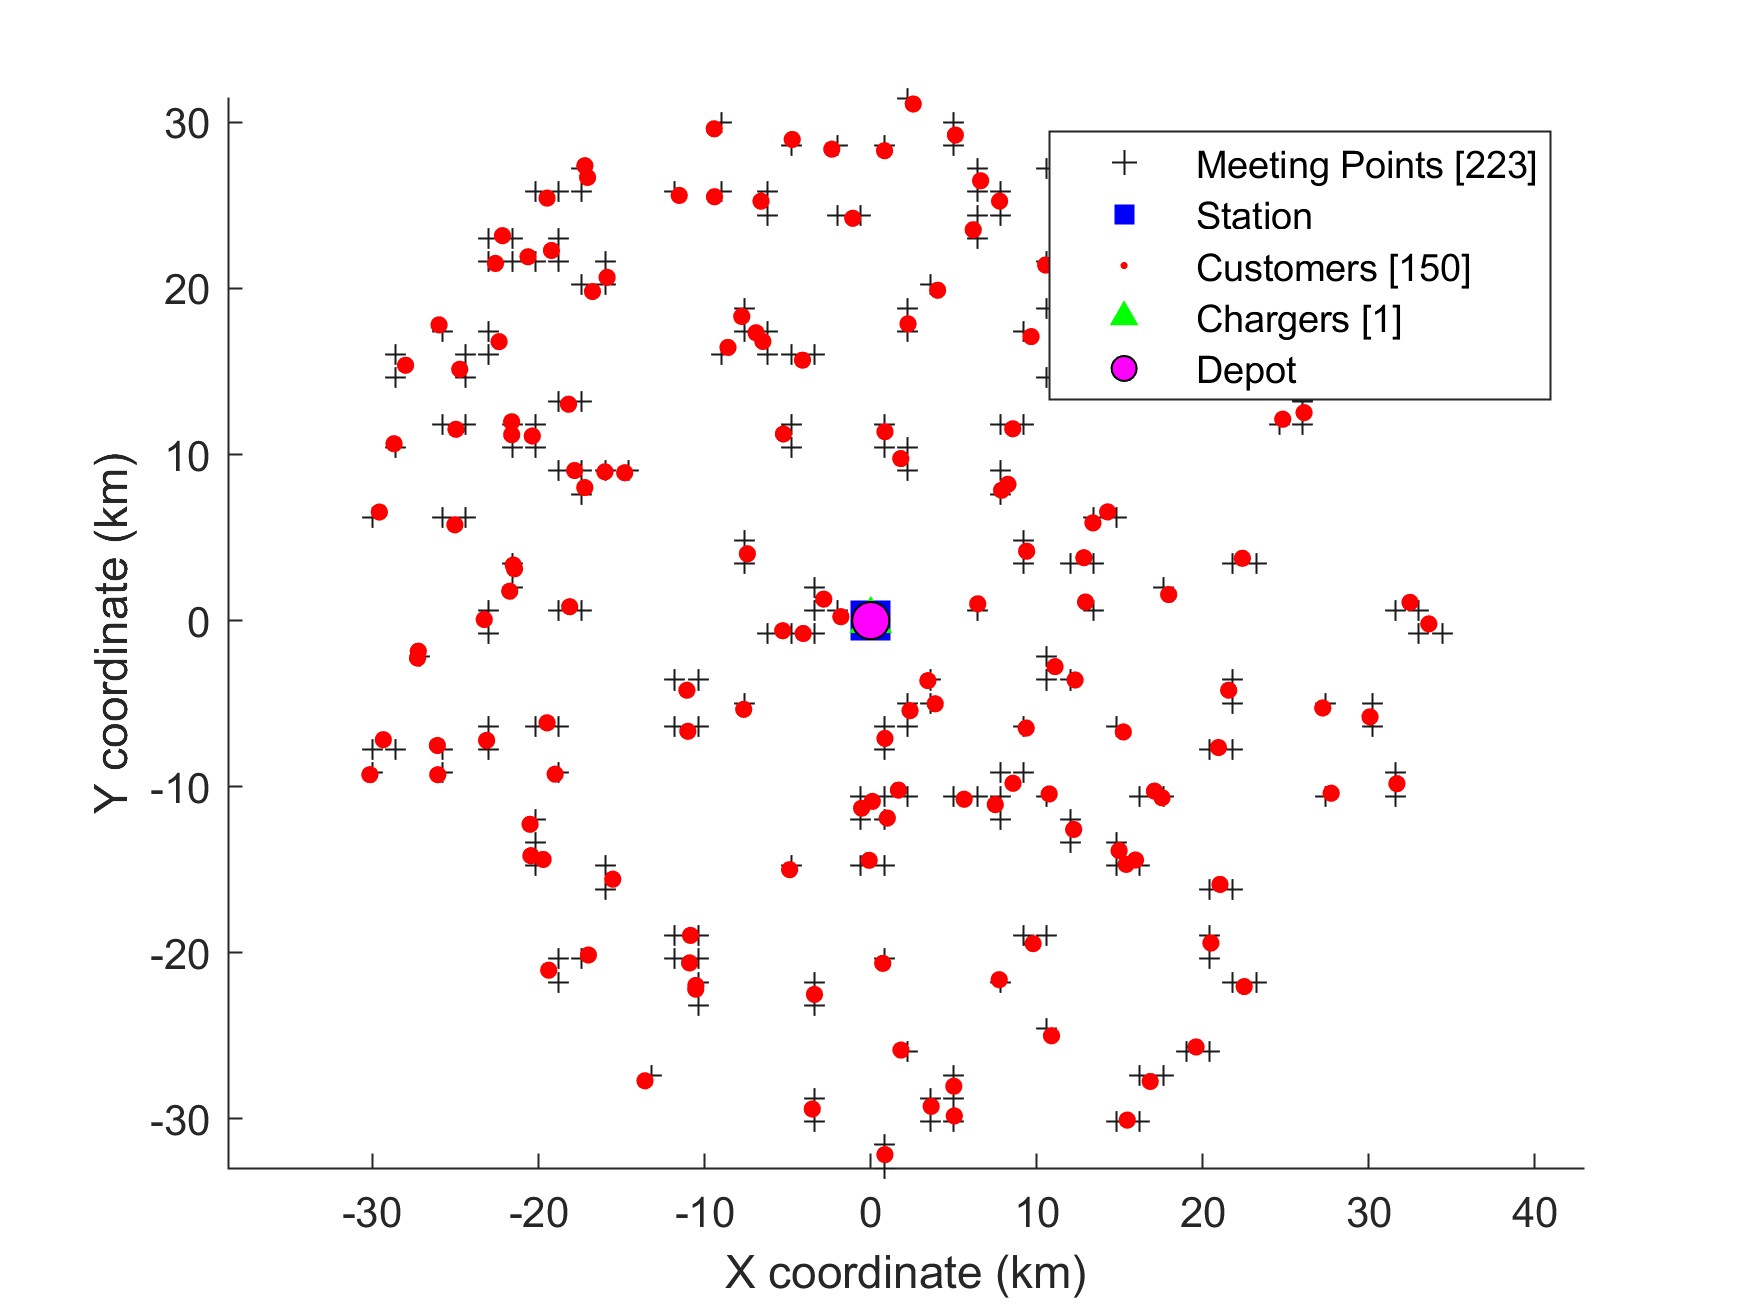 30
20
10
0
-10
-20
-30
-30 -20 -10 0 10 20 30 40
X coordinate (km)
Y coordinate (km)
Meeting Points [223]
Station
Customers [150]
Chargers [1]
Depot